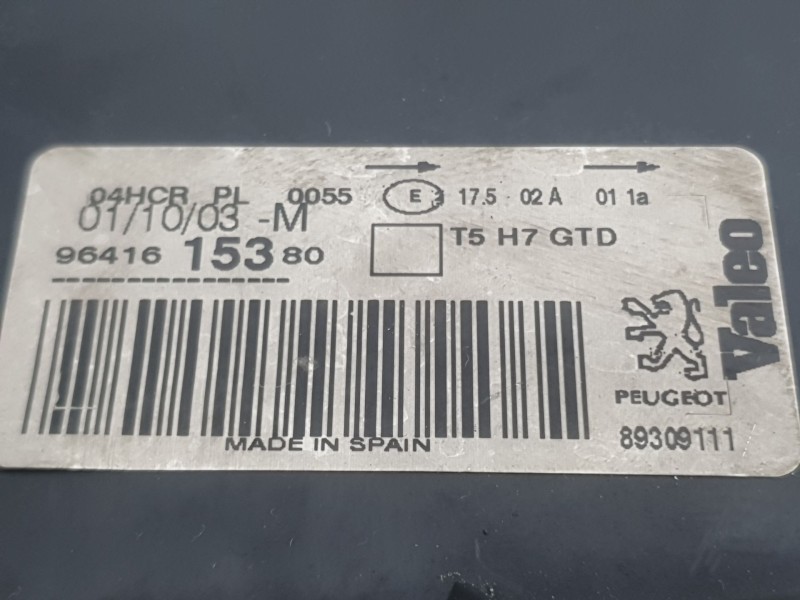 04HCR PL 0055 E 17.5 02 A 01 1a
01/10/03 -M
96416 153 80
T5 H7 GTD
Valeo
PEUGEOT
MADE IN SPAIN
89309111